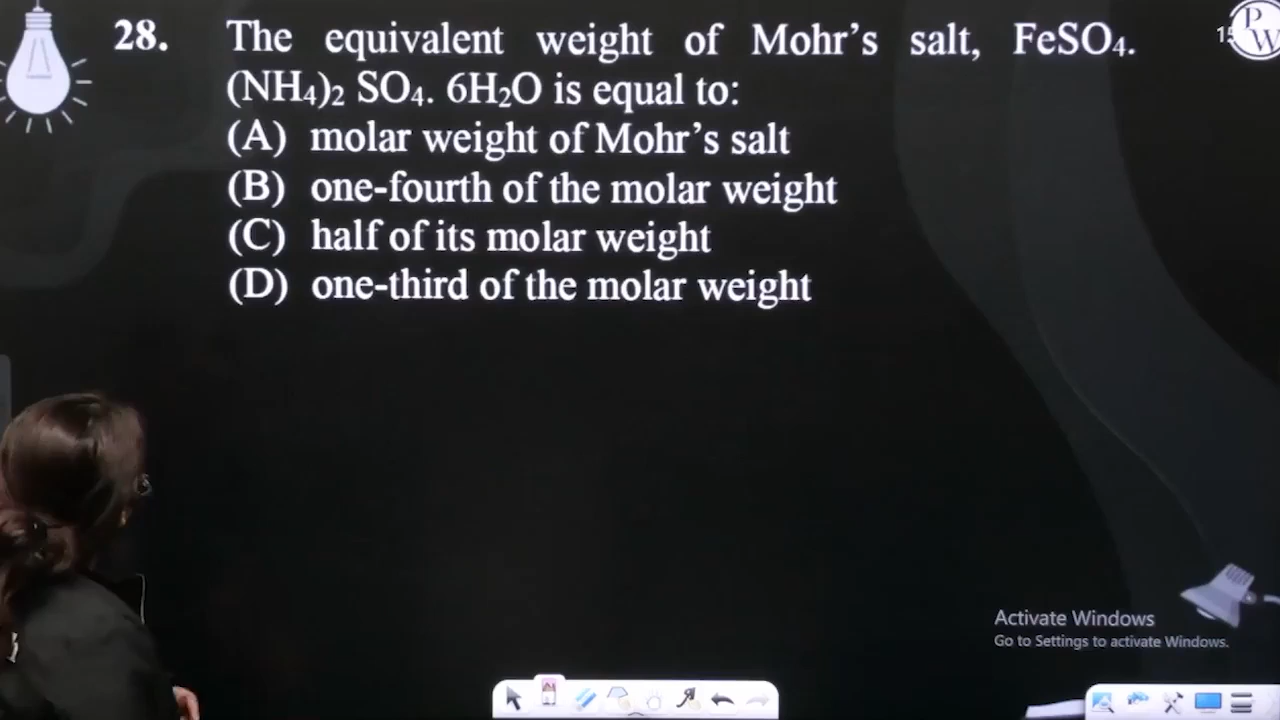 28. The equivalent weight of Mohr's salt, FeSO₄.
(NH₄)₂ SO₄. 6H₂O is equal to:
(A) molar weight of Mohr's salt
(B) one-fourth of the molar weight
(C) half of its molar weight
(D) one-third of the molar weight
P
W
Activate Windows
Go to Settings to activate Windows.